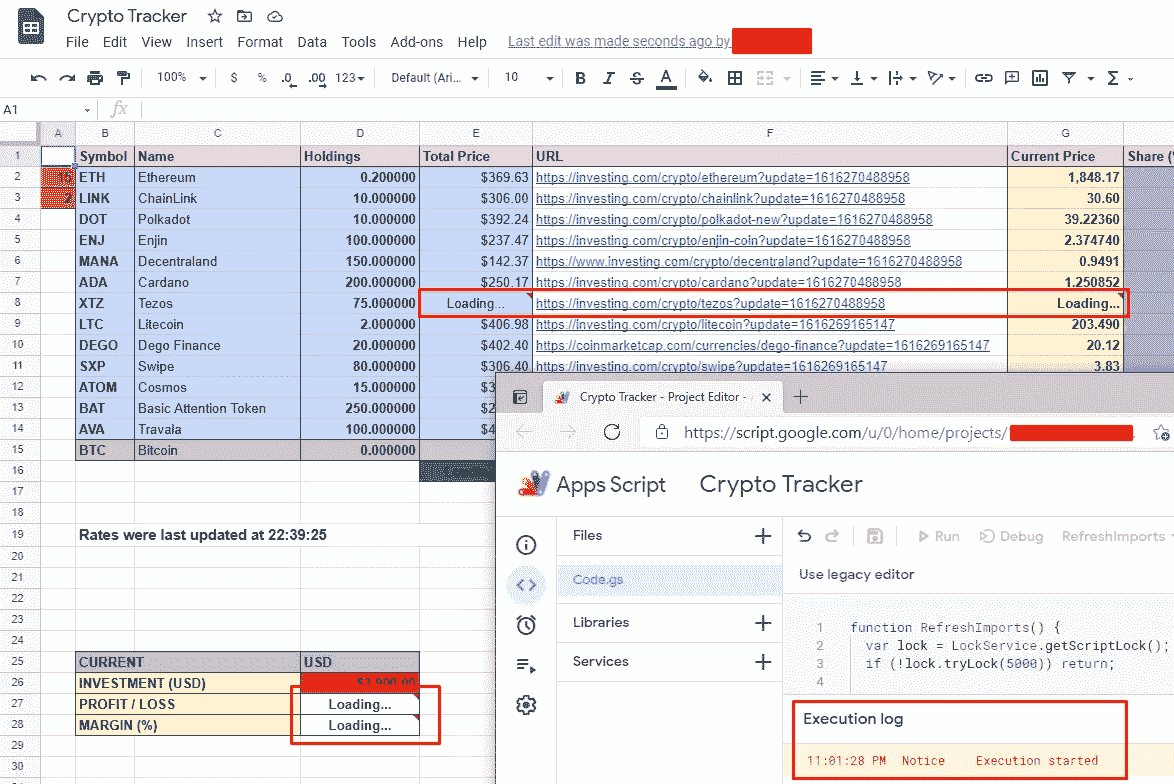 Crypto Tracker
File Edit View Insert Format Data Tools Add-ons Help Last edit was made seconds ago by
100% $ % .0 .00 123 Default (Ari... 10 B I S A
A1 fx
A B C D E F G
1 Symbol Name Holdings Total Price URL Current Price Share (
2 ETH Ethereum 0.200000 $369.63 https://investing.com/crypto/ethereum?update=1616270488958 1,848.17
3 2 LINK ChainLink 10.000000 $306.00 https://investing.com/crypto/chainlink?update=1616270488958 30.60
4 DOT Polkadot 10.000000 $392.24 https://investing.com/crypto/polkadot-new?update=1616270488958 39.22360
5 ENJ Enjin 100.000000 $237.47 https://investing.com/crypto/enjin-coin?update=1616270488958 2.374740
6 MANA Decentraland 150.000000 $142.37 https://www.investing.com/crypto/decentraland?update=1616270488958 0.9491
7 ADA Cardano 200.000000 $250.17 https://investing.com/crypto/cardano?update=1616270488958 1.250852
8 XTZ Tezos 75.000000 Loading... https://investing.com/crypto/tezos?update=1616270488958 Loading...
9 LTC Litecoin 2.000000 $406.98 https://investing.com/crypto/litecoin?update=1616269165147 203.490
10 DEGO Dego Finance 20.000000 $402.40 https://coinmarketcap.com/currencies/dego-finance?update=1616269165147 20.12
11 SXP Swipe 80.000000 $306.40 https://investing.com/crypto/swipe?update=1616269165147 3.83
12 ATOM Cosmos 15.000000
13 BAT Basic Attention Token 250.000000
14 AVA Travala 100.000000
15 BTC Bitcoin 0.000000
16
17
18
19 Rates were last updated at 22:39:25
20
21
22
23
24
25 CURRENT USD
26 INVESTMENT (USD)
27 PROFIT / LOSS Loading...
28 MARGIN (%) Loading...
29
30
Crypto Tracker - Project Editor -
https://script.google.com/u/0/home/projects/
Apps Script Crypto Tracker
Files
Run Debug RefreshImports
Code.gs
Use legacy editor
Libraries
Services
1 function RefreshImports() {
2 var lock = LockService.getScriptLock();
3 if (!lock.tryLock(5000)) return;
4
Execution log
11:01:28 PM Notice Execution started